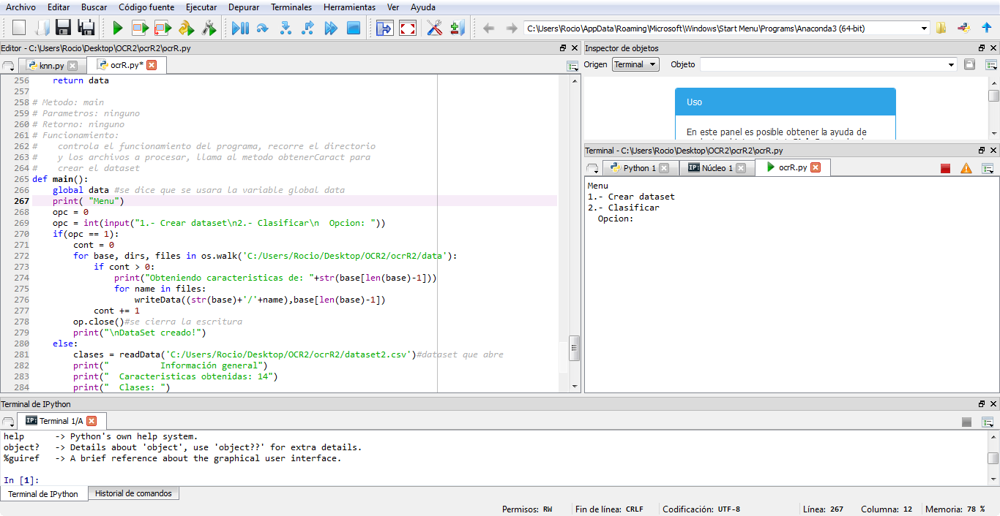 Archivo Editar Buscar Código fuente Ejecutar Depurar Terminales Herramientas Ver Ayuda
C:\Users\Rocio\AppData\Roaming\Microsoft\Windows\Start Menu\Programs\Anaconda3 (64-bit)
Editor - C:\Users\Rocio\Desktop\OCR2\ocrR2\ocrR.py
knn.py ocrR.py*
256 return data
257
258 # Metodo: main
259 # Parametros: ninguno
260 # Retorno: ninguno
261 # Funcionamiento:
262 # controla el funcionamiento del programa, recorre el directorio
263 # y los archivos a procesar, llama al metodo obtenerCaract para
264 # crear el dataset
265 def main():
266 global data #se dice que se usara la variable global data
267 print( "Menu")
268 opc = 0
269 opc = int(input("1.- Crear dataset\n2.- Clasificar\n  Opcion: "))
270 if(opc == 1):
271 cont = 0
272 for base, dirs, files in os.walk('C:/Users/Rocio/Desktop/OCR2/ocrR2/data'):
273 if cont > 0:
274 print("Obteniendo caracteristicas de: "+str(base[len(base)-1]))
275 for name in files:
276 writeData((str(base)+'/'+name),base[len(base)-1])
277 cont += 1
278 op.close()#se cierra la escritura
279 print("\nDataSet creado!")
280 else:
281 clases = readData('C:/Users/Rocio/Desktop/OCR2/ocrR2/dataset2.csv')#dataset que abre
282 print("          Información general")
283 print("  Caracteristicas obtenidas: 14")
284 print("  Clases: ")
Inspector de objetos
Origen Terminal Objeto
Uso
En este panel es posible obtener la ayuda de
Terminal - C:\Users\Rocio\Desktop\OCR2\ocrR2\ocrR.py
Python 1 IP: Núcleo 1 ocrR.py
Menu
1.- Crear dataset
2.- Clasificar
Opcion:
Terminal de IPython
IP: Terminal 1/A
help -> Python's own help system.
object? -> Details about 'object', use 'object??' for extra details.
%guiref -> A brief reference about the graphical user interface.
In [1]:
Terminal de IPython Historial de comandos
Permisos: RW Fin de línea: CRLF Codificación: UTF-8 Línea: 267 Columna: 12 Memoria: 78 %